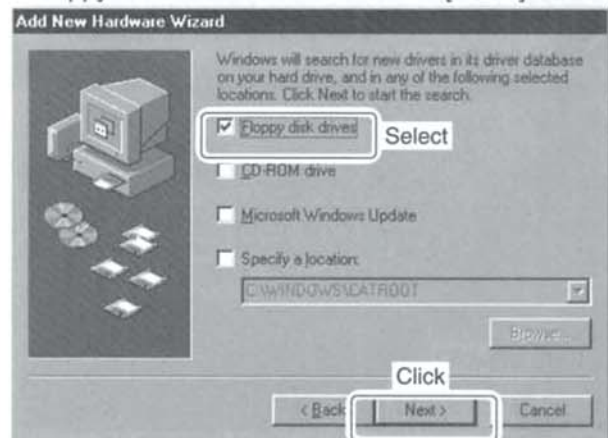 Add New Hardware Wizard
Windows will search for new drivers in its driver database
on your hard drive, and in any of the following selected
locations. Click Next to start the search.
Floppy disk drives
Select
CD-ROM drive
Microsoft Windows Update
Specify a location:
C:\WINDOWS\CATROOT
Browse...
Click
< Back
Next >
Cancel